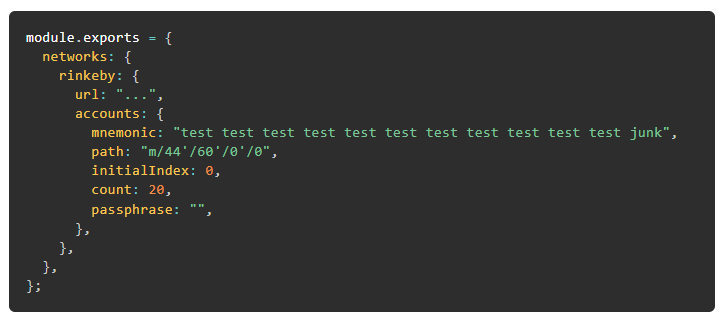 module.exports = {
  networks: {
    rinkeby: {
      url: "...",
      accounts: {
        mnemonic: "test test test test test test test test test test test junk",
        path: "m/44'/60'/0'/0",
        initialIndex: 0,
        count: 20,
        passphrase: "",
      },
    },
  },
};